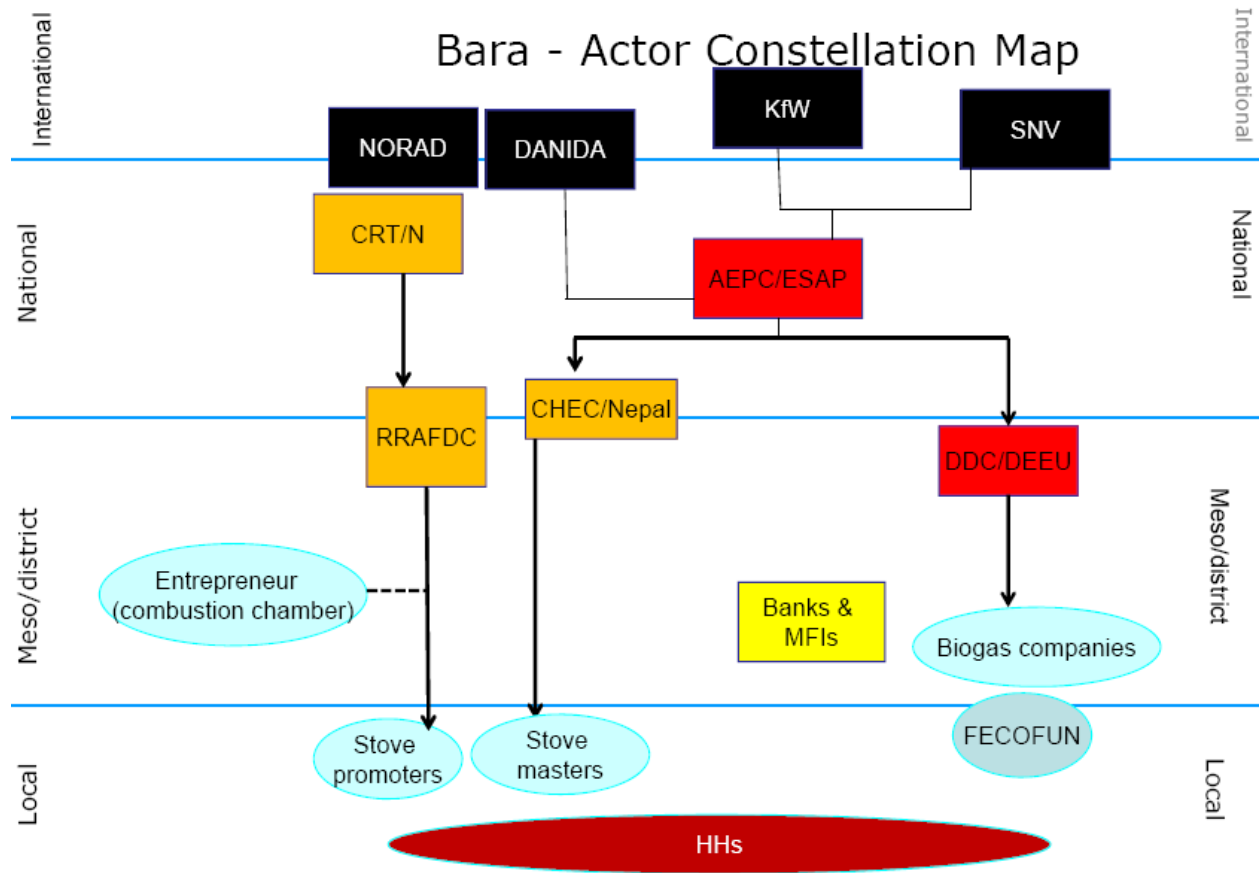 International
International
Bara - Actor Constellation Map
NORAD
DANIDA
KfW
SNV
National
National
CRT/N
AEPC/ESAP
RRAFDC
CHEC/Nepal
DDC/DEEU
Meso/district
Meso/district
Entrepreneur
(combustion chamber)
Banks &
MFIs
Biogas companies
Local
Local
Stove
promoters
Stove
masters
FECOFUN
HHs